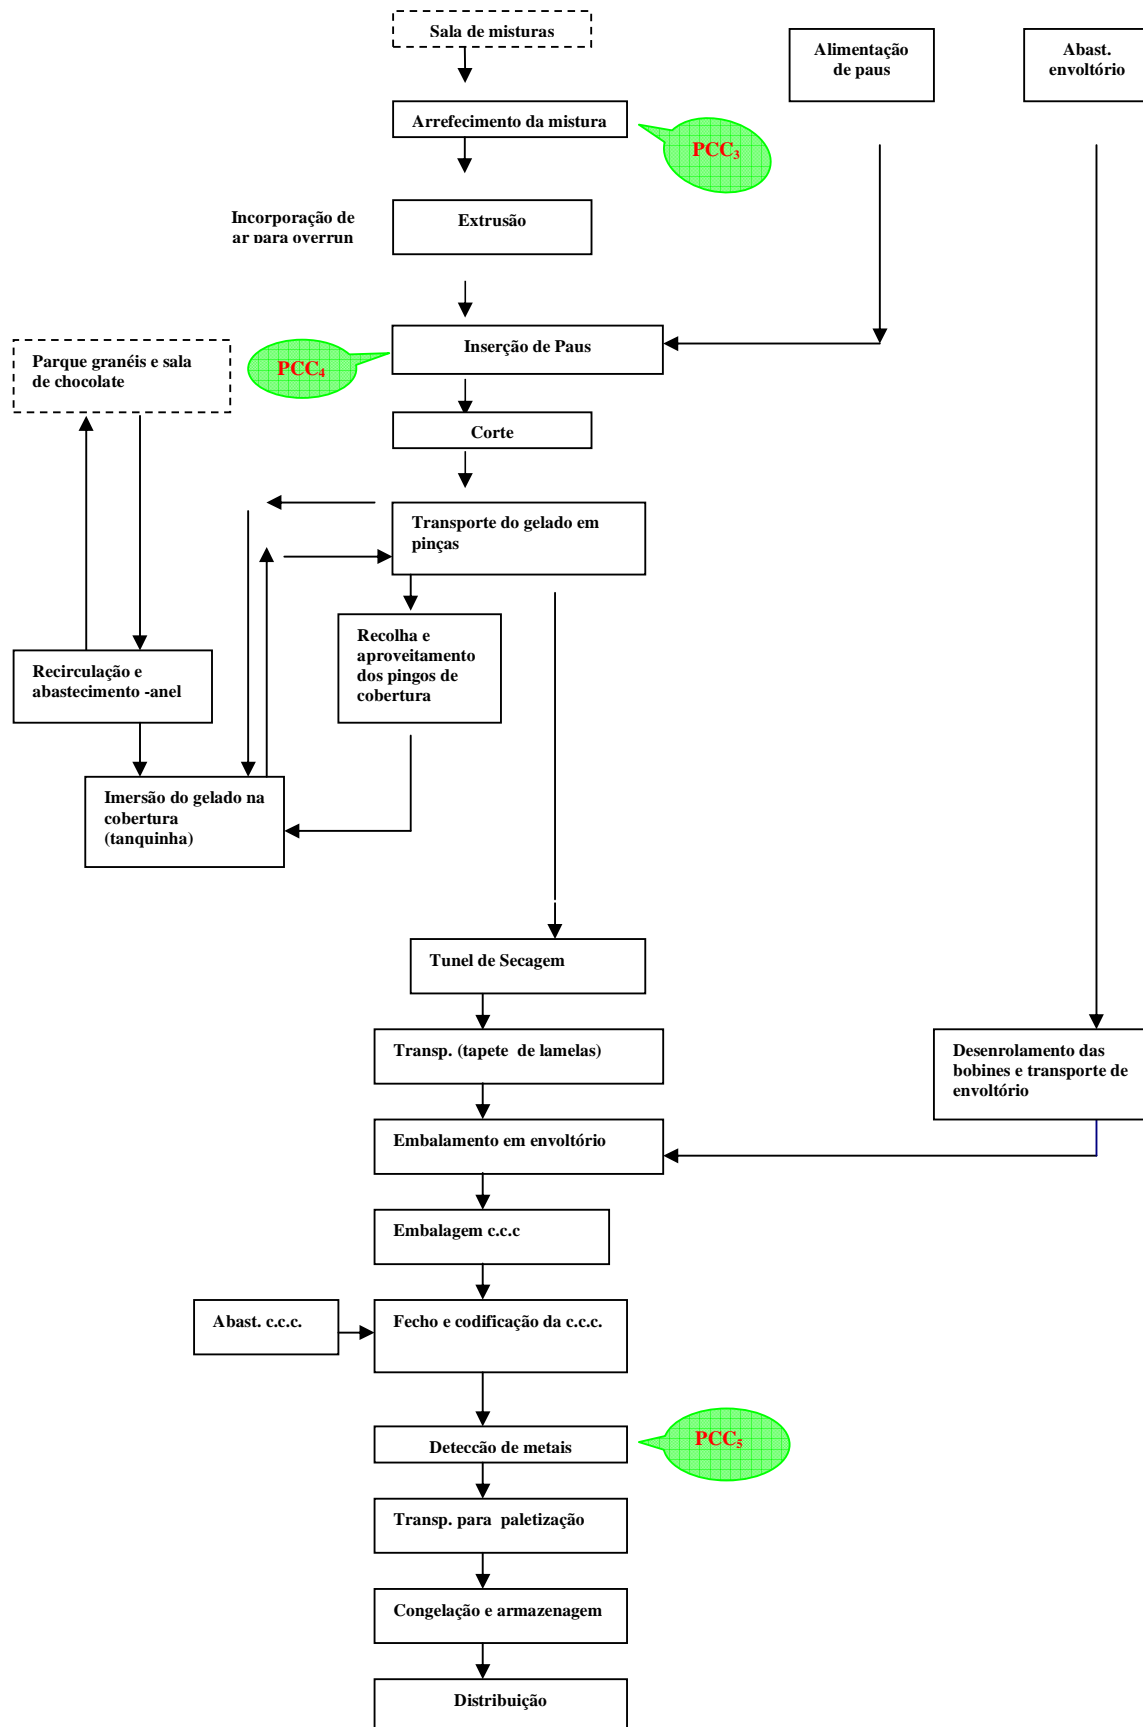 Sala de misturas
Alimentação
de paus
Abast.
envoltório
Arrefecimento da mistura
PCC₃
Incorporação de
ar para overrun
Extrusão
Parque granéis e sala
de chocolate
PCC₄
Inserção de Paus
Corte
Transporte do gelado em
pinças
Recolha e
aproveitamento
dos pingos de
cobertura
Recirculação e
abastecimento -anel
Imersão do gelado na
cobertura
(tanquinha)
Tunel de Secagem
Transp. (tapete de lamelas)
Desenrolamento das
bobines e transporte de
envoltório
Embalamento em envoltório
Embalagem c.c.c
Abast. c.c.c.
Fecho e codificação da c.c.c.
Detecção de metais
PCC₅
Transp. para paletização
Congelação e armazenagem
Distribuição